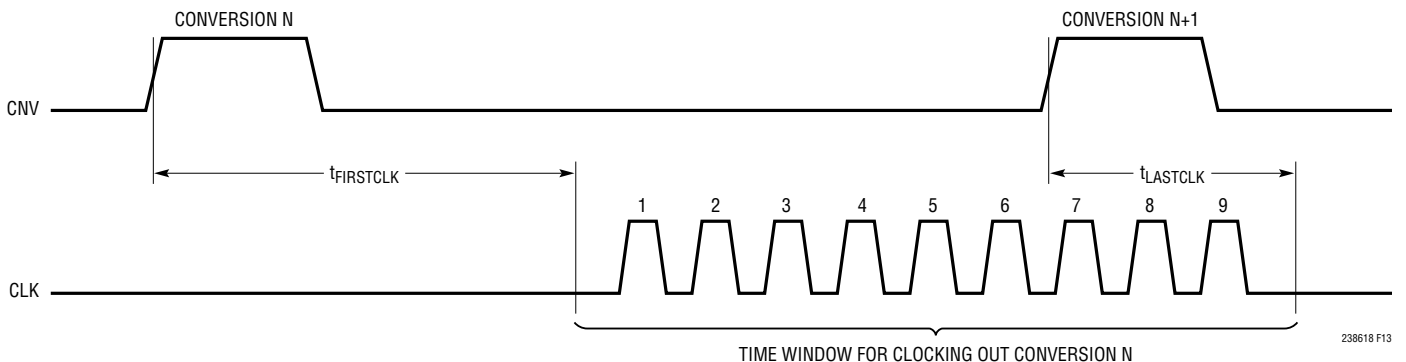 CONVERSION N
CONVERSION N+1
CNV
tFIRSTCLK
tLASTCLK
1 2 3 4 5 6 7 8 9
CLK
238618 F13
TIME WINDOW FOR CLOCKING OUT CONVERSION N